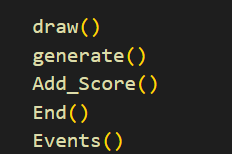 draw()
generate()
Add_Score()
End()
Events()